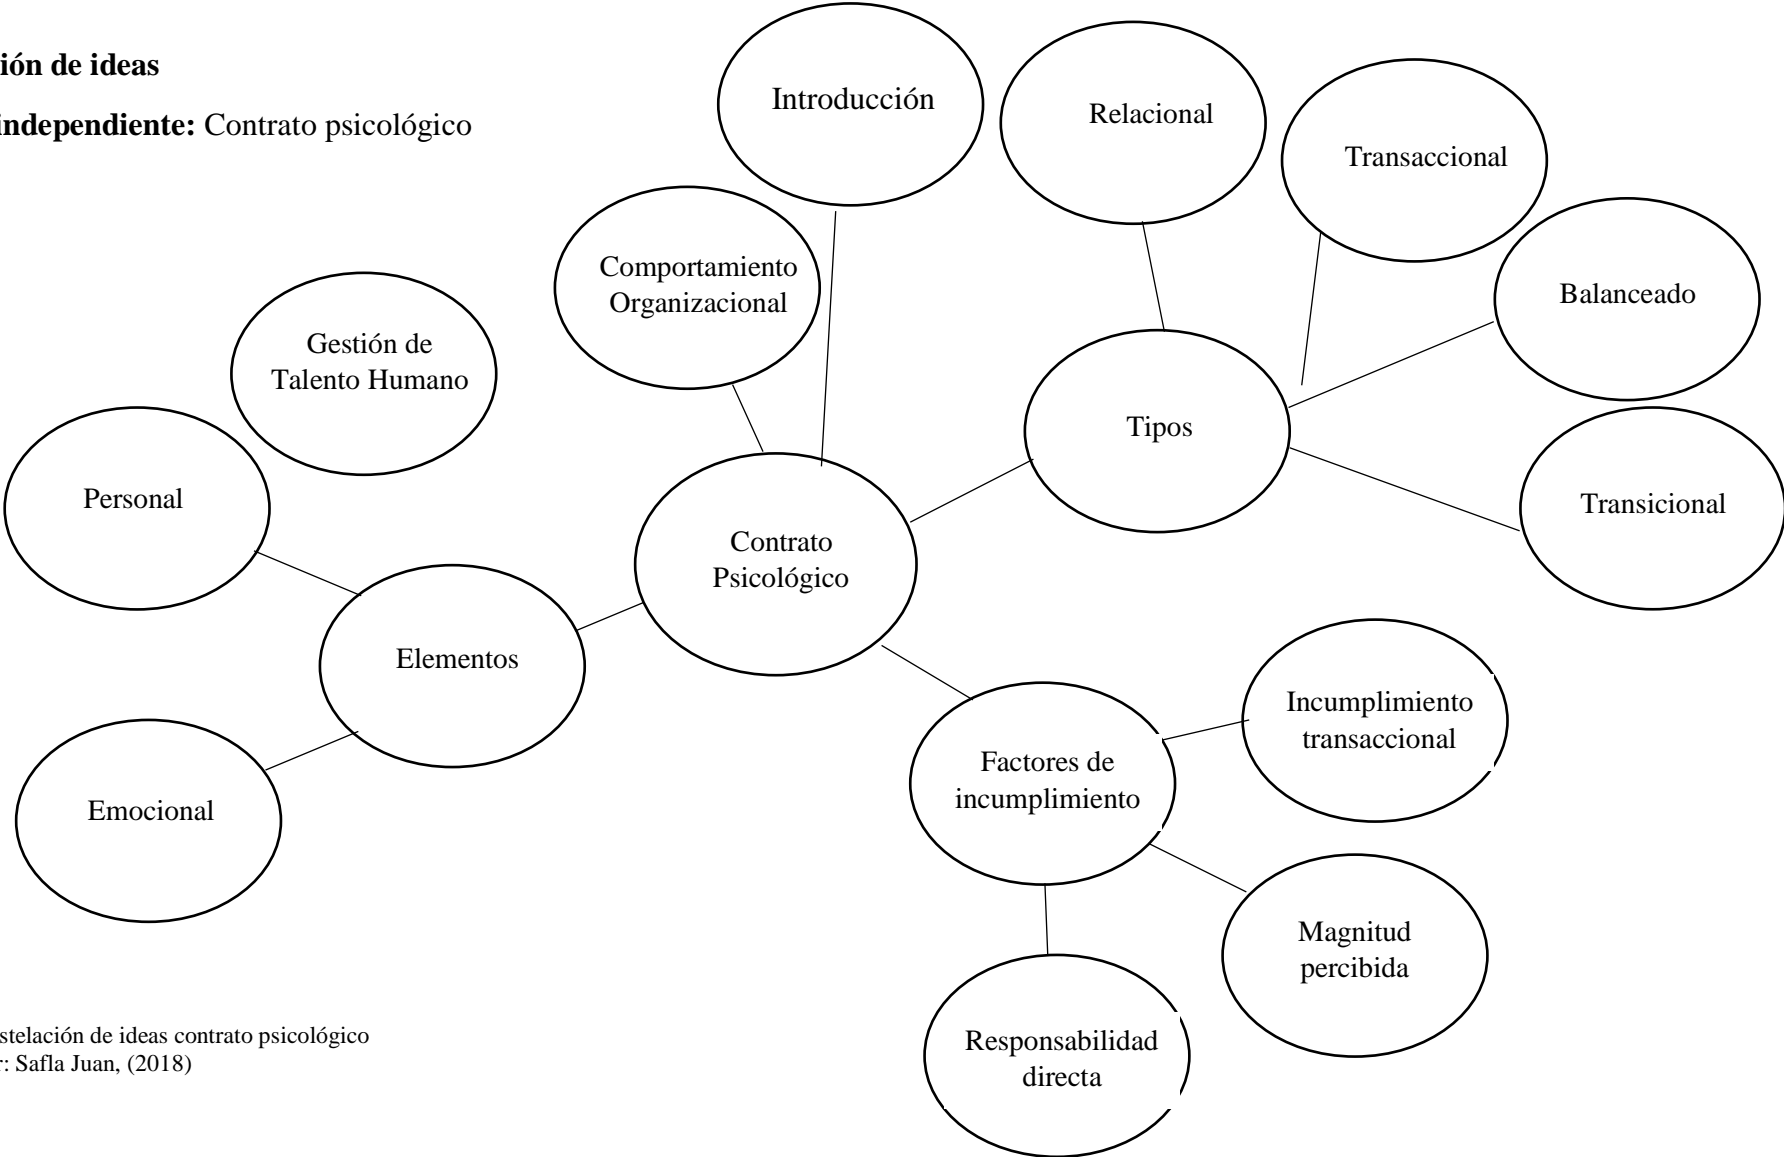 ión de ideas
independiente: Contrato psicológico
Introducción
Relacional
Transaccional
Comportamiento
Organizacional
Balanceado
Gestión de
Talento Humano
Tipos
Personal
Transicional
Contrato
Psicológico
Elementos
Incumplimiento
transaccional
Factores de
incumplimiento
Emocional
Magnitud
percibida
Responsabilidad
directa
stelación de ideas contrato psicológico
r: Safla Juan, (2018)